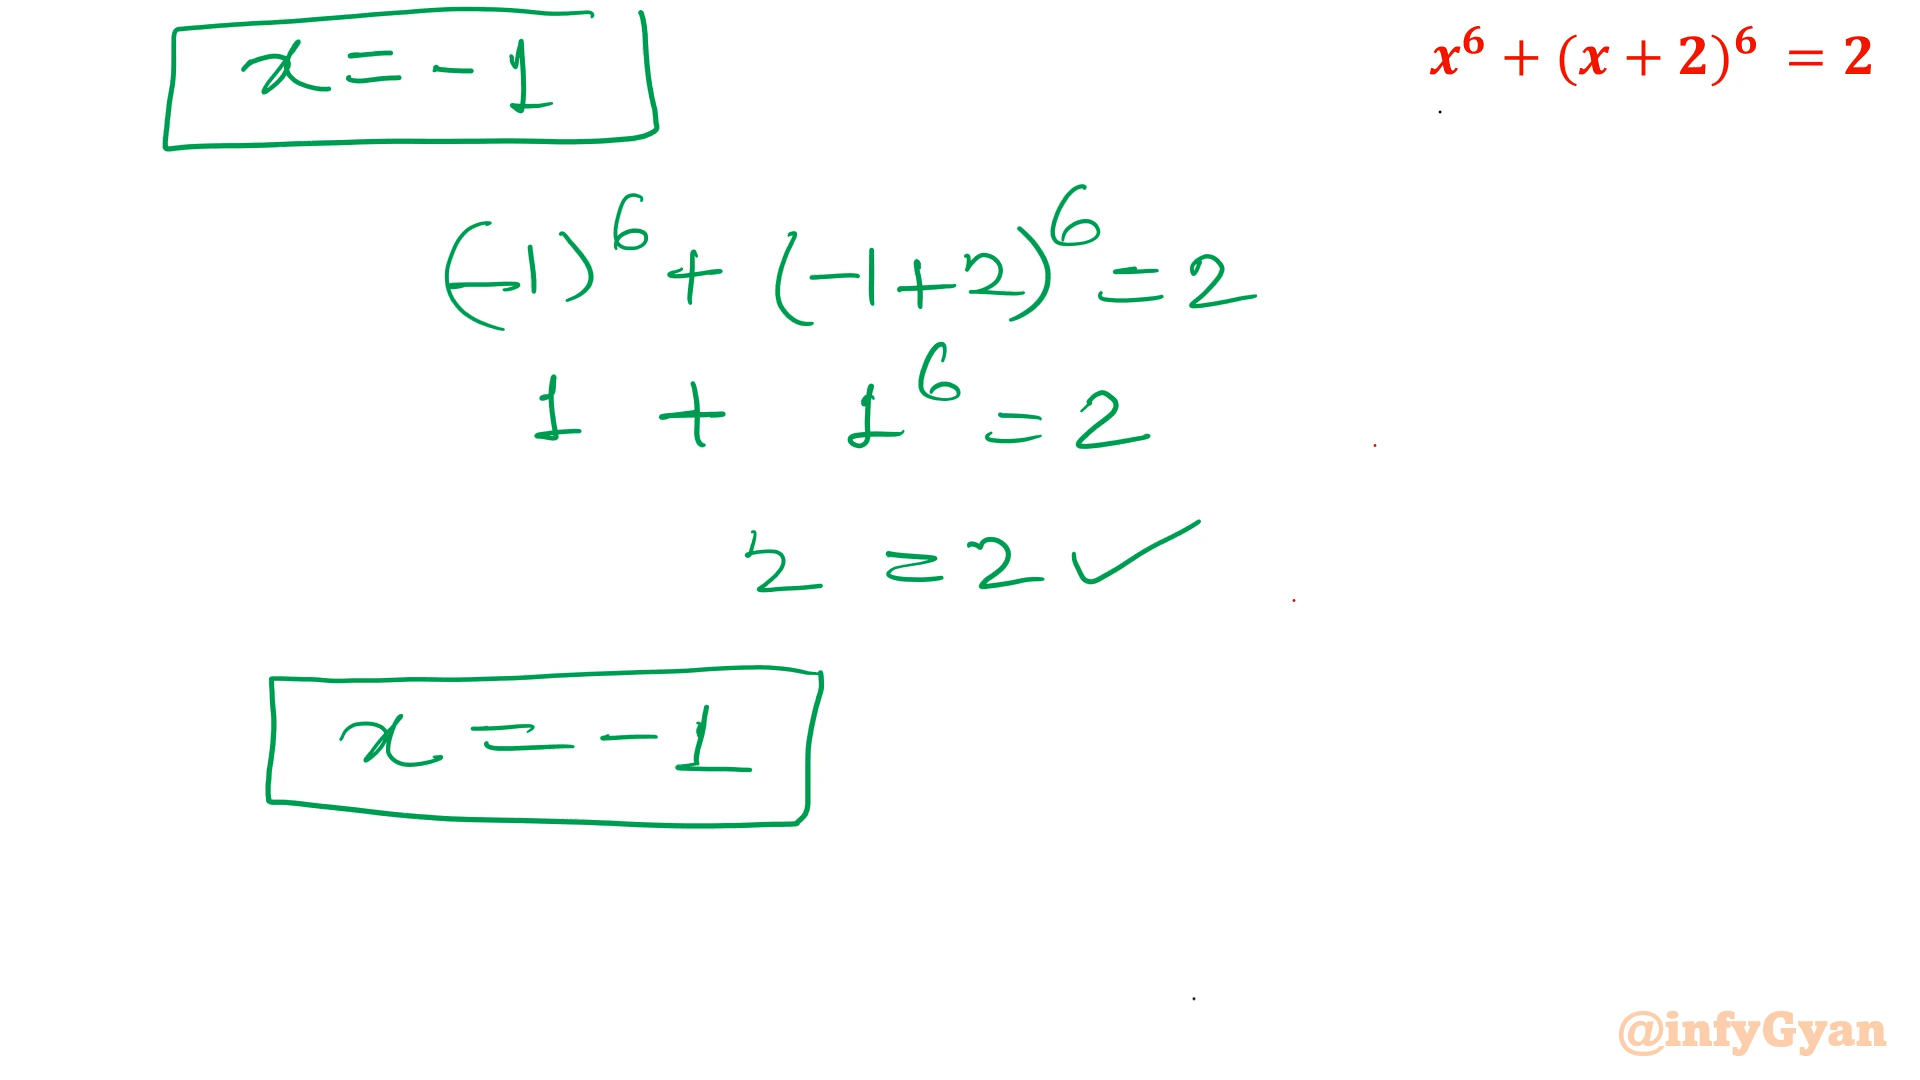 x = -1
x⁶ + (x + 2)⁶ = 2
(-1)⁶ + (-1+2)⁶ = 2
1 + 1⁶ = 2
2 = 2 ✓
x = -1
@infyGyan